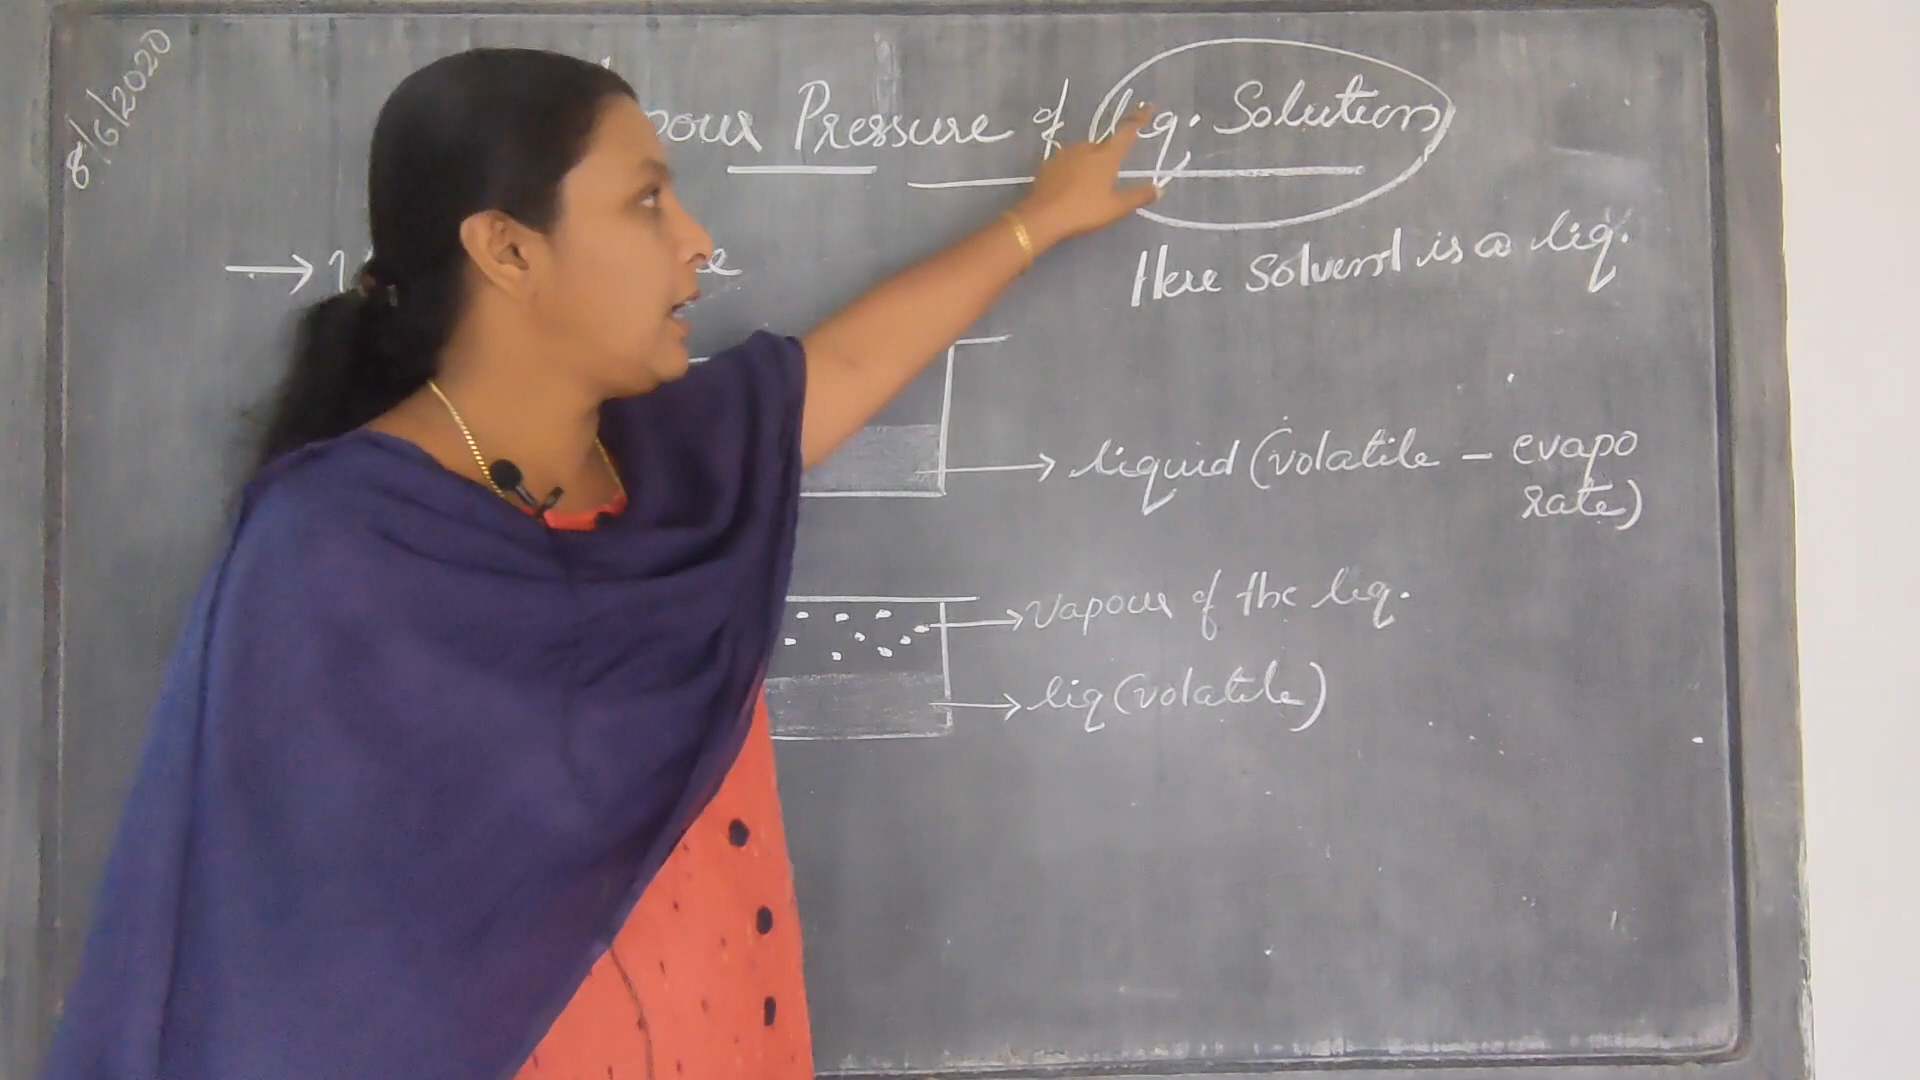 8/6/2020
pour Pressure of liq. Solution
Here Solvent is a liq.
liquid (volatile - evapo
rate)
Vapour of the liq.
liq (volatile)